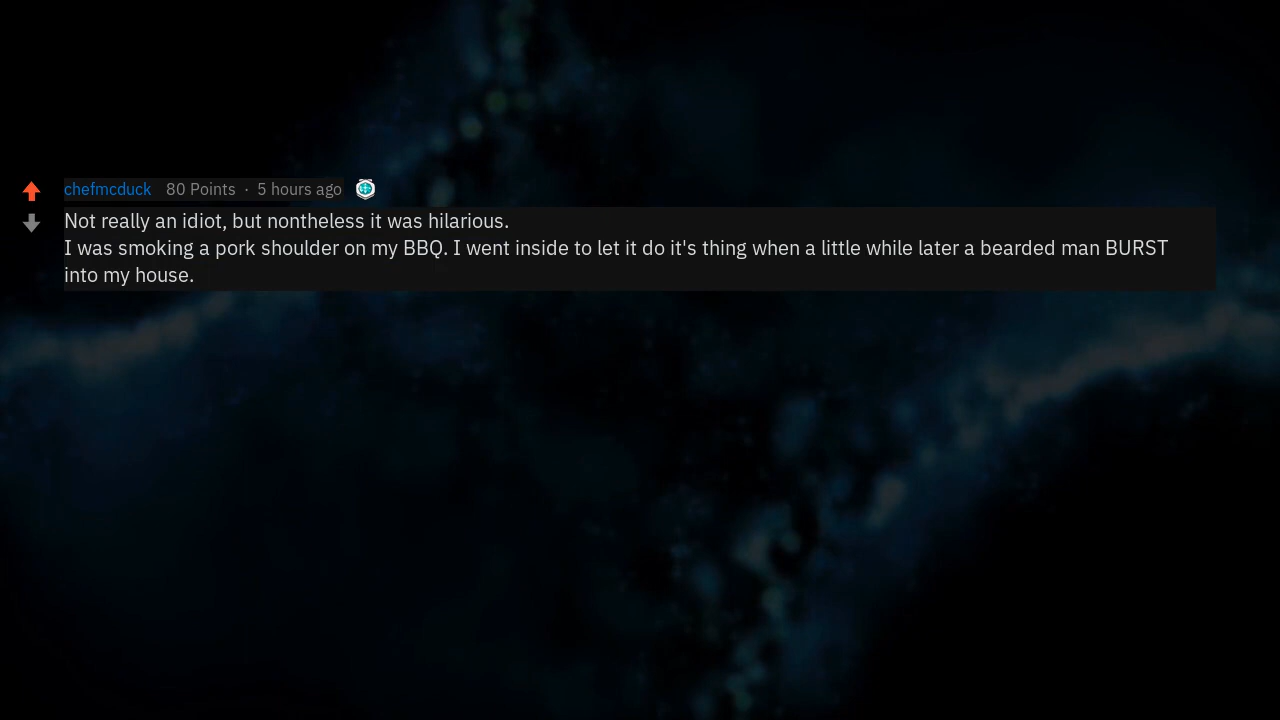 chefmcduck 80 Points · 5 hours ago
Not really an idiot, but nontheless it was hilarious.
I was smoking a pork shoulder on my BBQ. I went inside to let it do it's thing when a little while later a bearded man BURST
into my house.